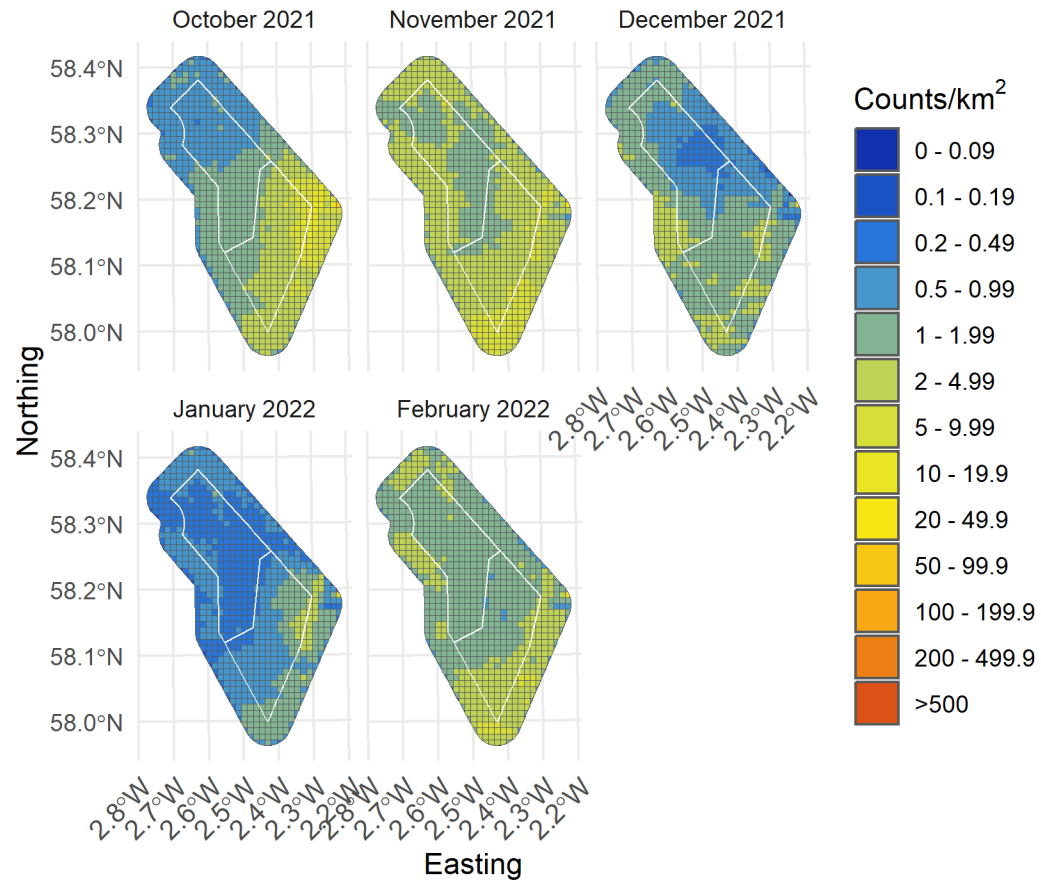 October 2021
November 2021
December 2021
58.4°N
58.3°N
58.2°N
58.1°N
58.0°N
2.8°W
2.7°W
2.6°W
2.5°W
2.4°W
2.3°W
2.2°W
January 2022
February 2022
58.4°N
58.3°N
58.2°N
58.1°N
58.0°N
2.8°W
2.7°W
2.6°W
2.5°W
2.4°W
2.3°W
2.2°W
2.8°W
2.7°W
2.6°W
2.5°W
2.4°W
2.3°W
2.2°W
Northing
Easting
Counts/km²
0 - 0.09
0.1 - 0.19
0.2 - 0.49
0.5 - 0.99
1 - 1.99
2 - 4.99
5 - 9.99
10 - 19.9
20 - 49.9
50 - 99.9
100 - 199.9
200 - 499.9
>500